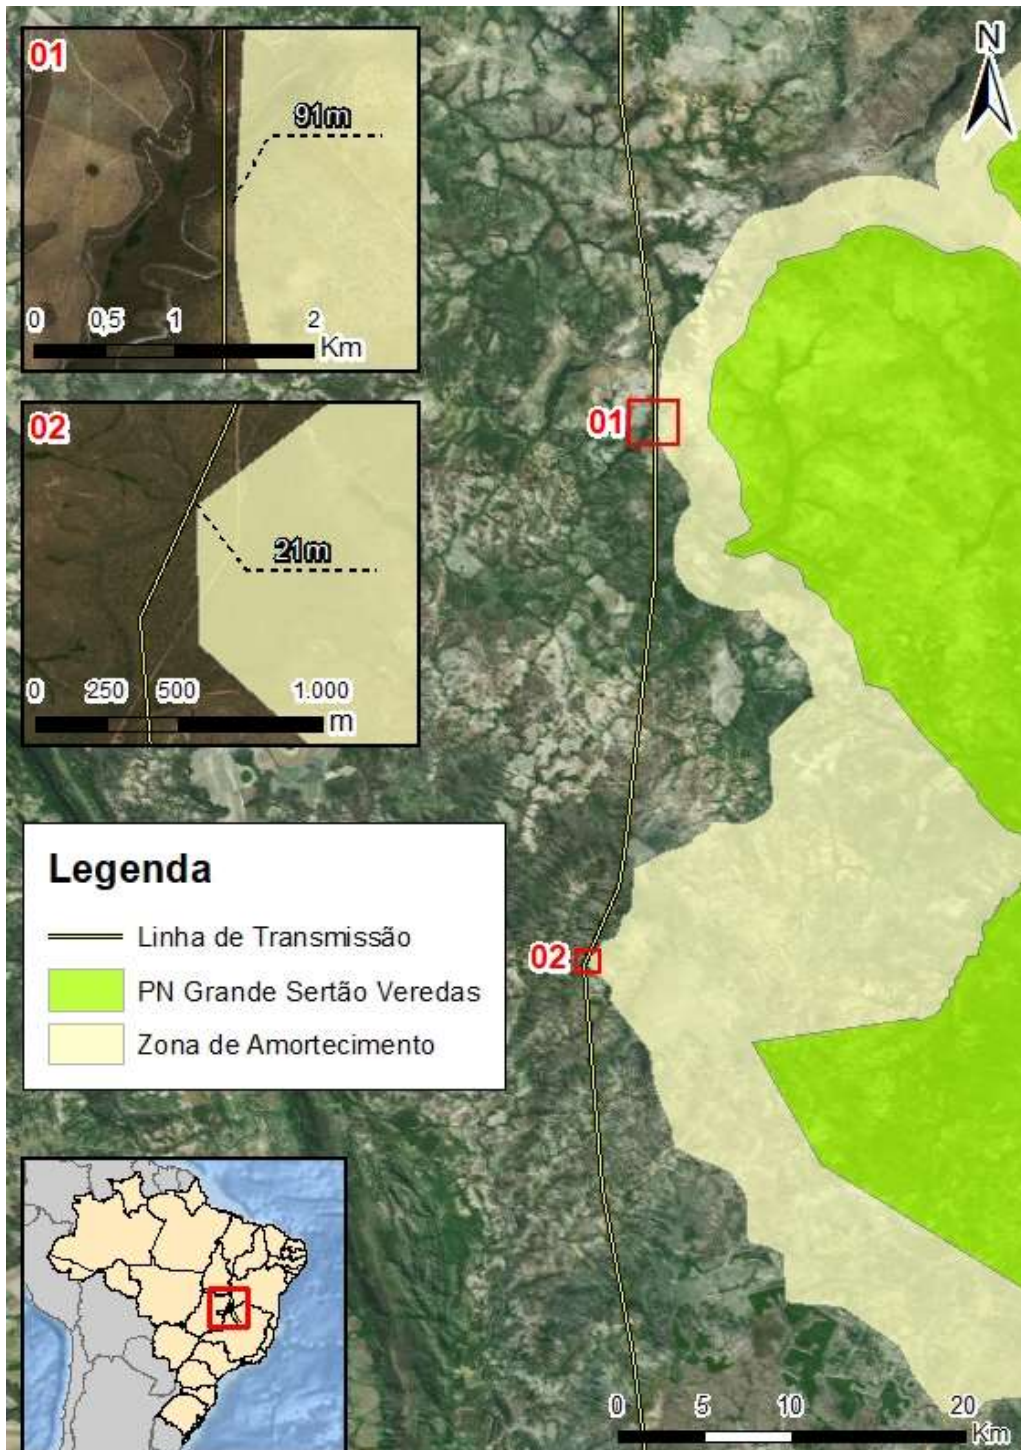 01
91m
0 0,5 1 2
Km
02
21m
0 250 500 1.000
m
N
01
02
Legenda
Linha de Transmissão
PN Grande Sertão Veredas
Zona de Amortecimento
0 5 10 20
Km